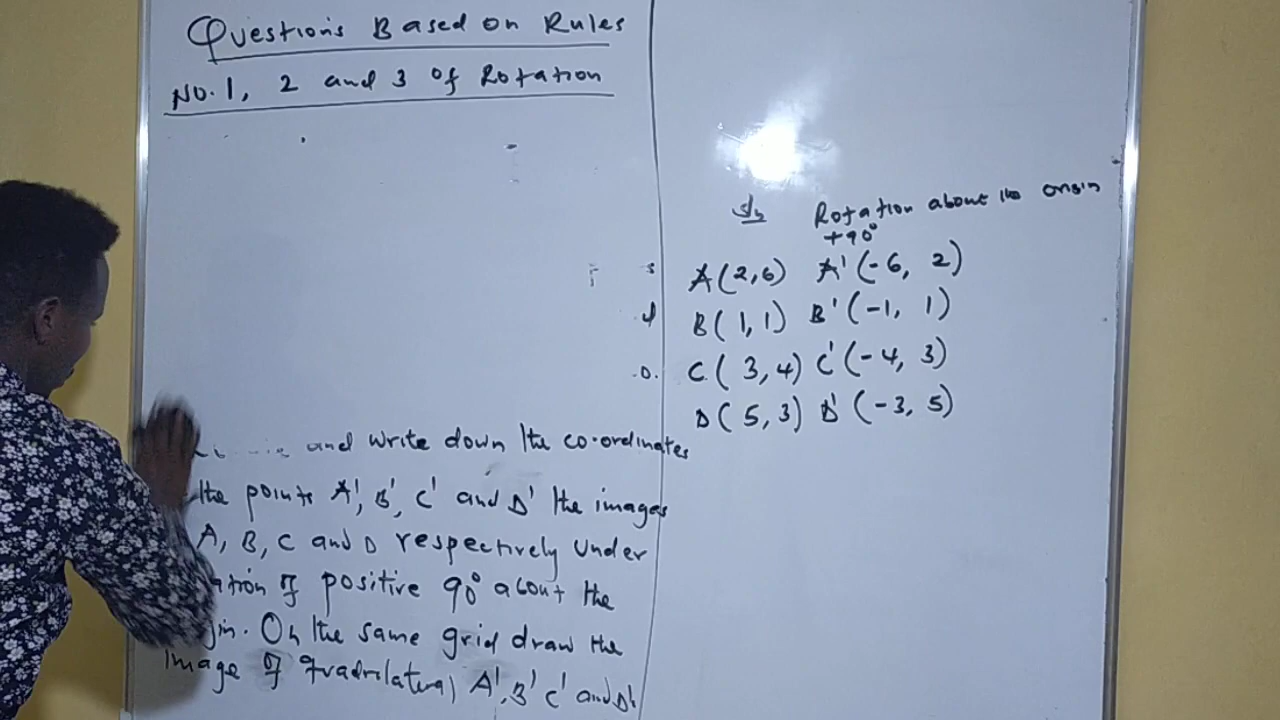 Questions Based on Rules
No. 1, 2 and 3 of Rotation
and write down the co-ordinates
the points A', B', C' and D' the images
A, B, C and D respectively under
of positive 90° about the
On the same grid draw the
image of quadrilateral A', B' C' and D'
Rotation about the origin
+90°
A(2,6) A'(-6, 2)
B(1,1) B'(-1, 1)
C(3,4) C'(-4, 3)
D(5,3) D'(-3, 5)